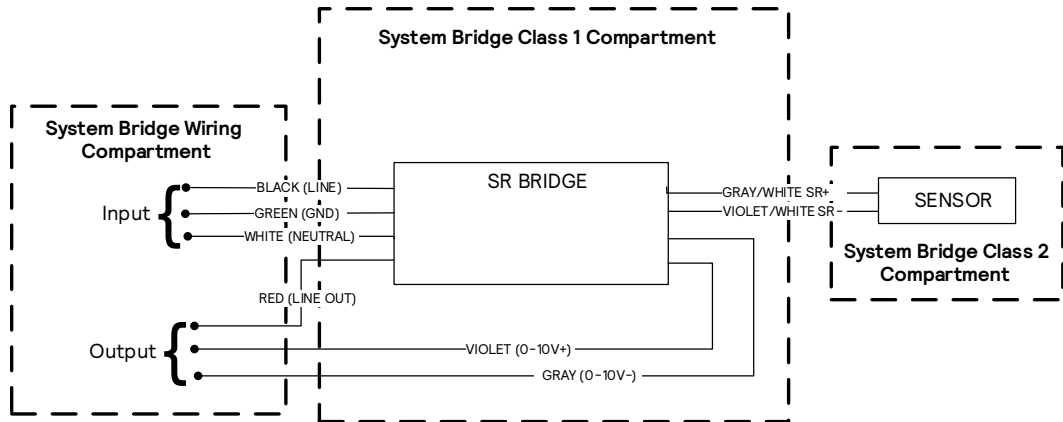 System Bridge Class 1 Compartment
System Bridge Wiring
Compartment
Input
BLACK (LINE)
GREEN (GND)
WHITE (NEUTRAL)
SR BRIDGE
GRAY/WHITE SR+
VIOLET/WHITE SR-
SENSOR
System Bridge Class 2
Compartment
RED (LINE OUT)
Output
VIOLET (0-10V+)
GRAY (0-10V-)